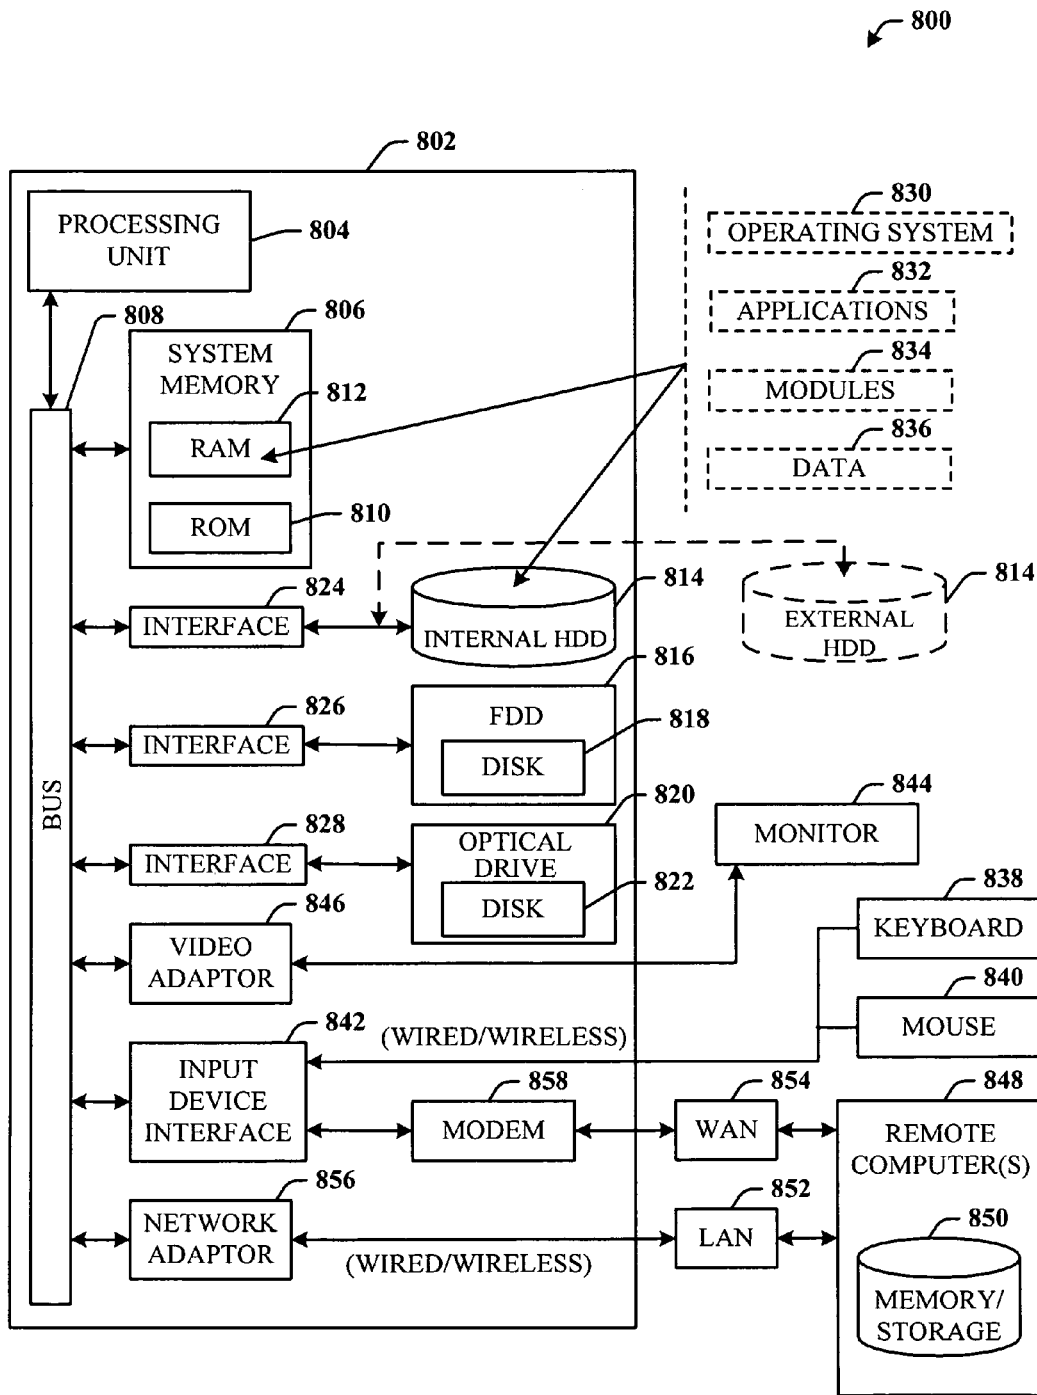 800
802
PROCESSING
UNIT
804
808
806
SYSTEM
MEMORY
812
RAM
ROM
810
830
OPERATING SYSTEM
832
APPLICATIONS
834
MODULES
836
DATA
824
INTERFACE
INTERNAL HDD
814
EXTERNAL
HDD
814
826
INTERFACE
816
FDD
818
DISK
BUS
828
INTERFACE
820
OPTICAL
DRIVE
822
DISK
844
MONITOR
846
VIDEO
ADAPTOR
838
KEYBOARD
840
MOUSE
(WIRED/WIRELESS)
842
INPUT
DEVICE
INTERFACE
858
MODEM
854
WAN
848
REMOTE
COMPUTER(S)
856
NETWORK
ADAPTOR
(WIRED/WIRELESS)
852
LAN
850
MEMORY/
STORAGE